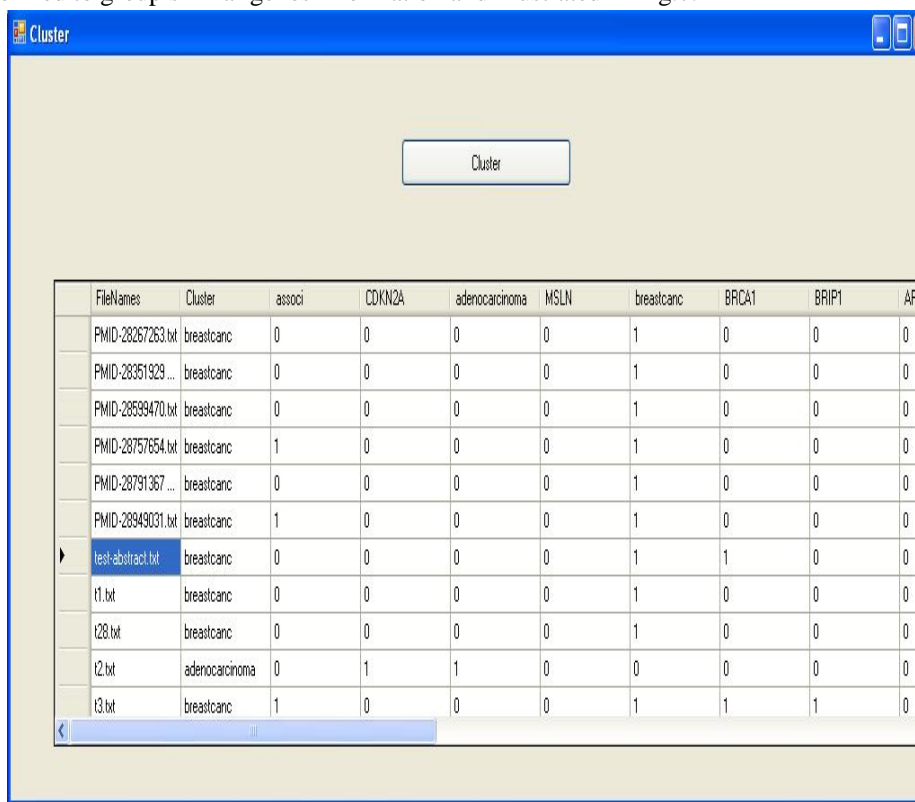 Cluster
Cluster
FileNames Cluster associ CDKN2A adenocarcinoma MSLN breastcanc BRCA1 BRIP1
PMID-28267263.txt breastcanc 0 0 0 0 1 0 0 0
PMID-28351929 ... breastcanc 0 0 0 0 1 0 0 0
PMID-28599470.txt breastcanc 0 0 0 0 1 0 0 0
PMID-28757654.txt breastcanc 1 0 0 0 1 0 0 0
PMID-28791367 ... breastcanc 0 0 0 0 1 0 0 0
PMID-28949031.txt breastcanc 1 0 0 0 1 0 0 0
test-abstract.txt breastcanc 0 0 0 0 1 1 0 0
t1.txt breastcanc 0 0 0 0 1 0 0 0
t28.txt breastcanc 0 0 0 0 1 0 0 0
t2.txt adenocarcinoma 0 1 1 0 0 0 0 0
t3.txt breastcanc 1 0 0 0 1 1 1 0